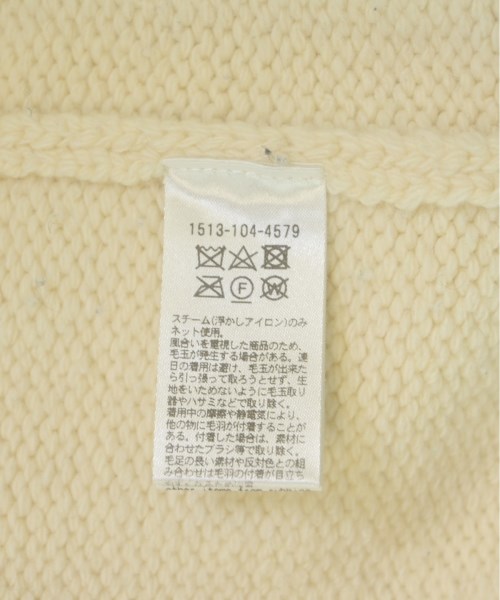 1513-104-4579
F
W
スチーム(浮かしアイロン)のみ
ネット使用。
風合いを重視した商品のため、
毛玉が発生する場合がある。連
日の着用は避け、毛玉が出来た
ら引っ張って取ろうとせず、生
地をいためないように毛玉取り
器やハサミなどで取り除く。
着用中の摩擦や静電気により、
他の物に毛羽が付着することが
ある。付着した場合は、素材に
合わせたブラシ等で取り除く。
毛足の長い素材や反対色との組
み合わせは毛羽の付着が目立ち